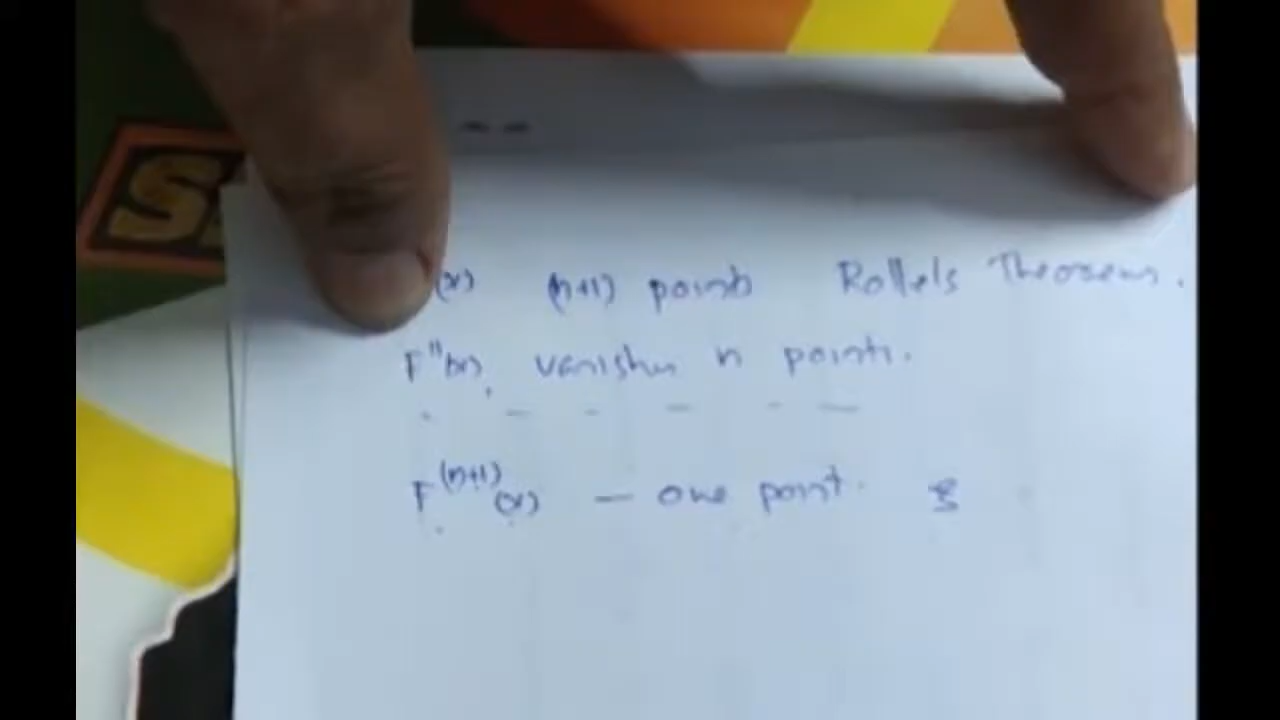 (x) (n+1) points Rolle's Theorem.
F"(x), vanishes n points.
F^(n+1)(x) — one point. ξ